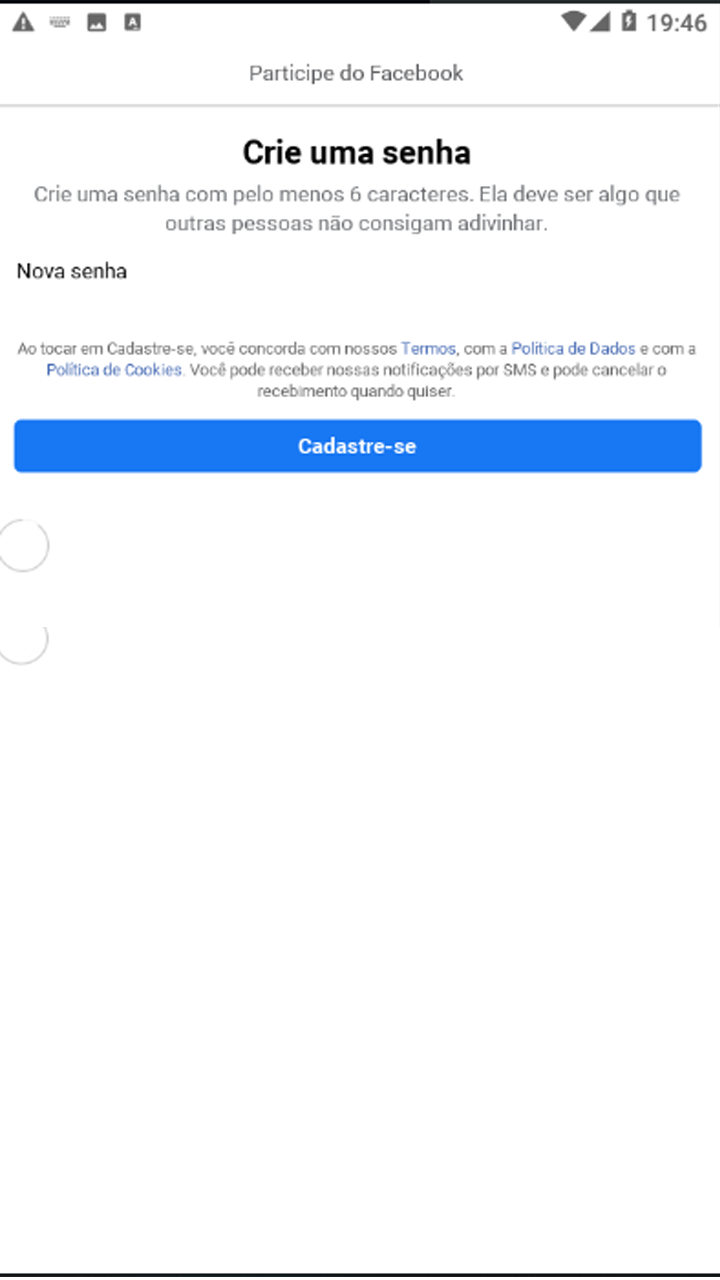 19:46
Participe do Facebook
Crie uma senha
Crie uma senha com pelo menos 6 caracteres. Ela deve ser algo que
outras pessoas não consigam adivinhar.
Nova senha
Ao tocar em Cadastre-se, você concorda com nossos Termos, com a Política de Dados e com a
Política de Cookies. Você pode receber nossas notificações por SMS e pode cancelar o
recebimento quando quiser.
Cadastre-se